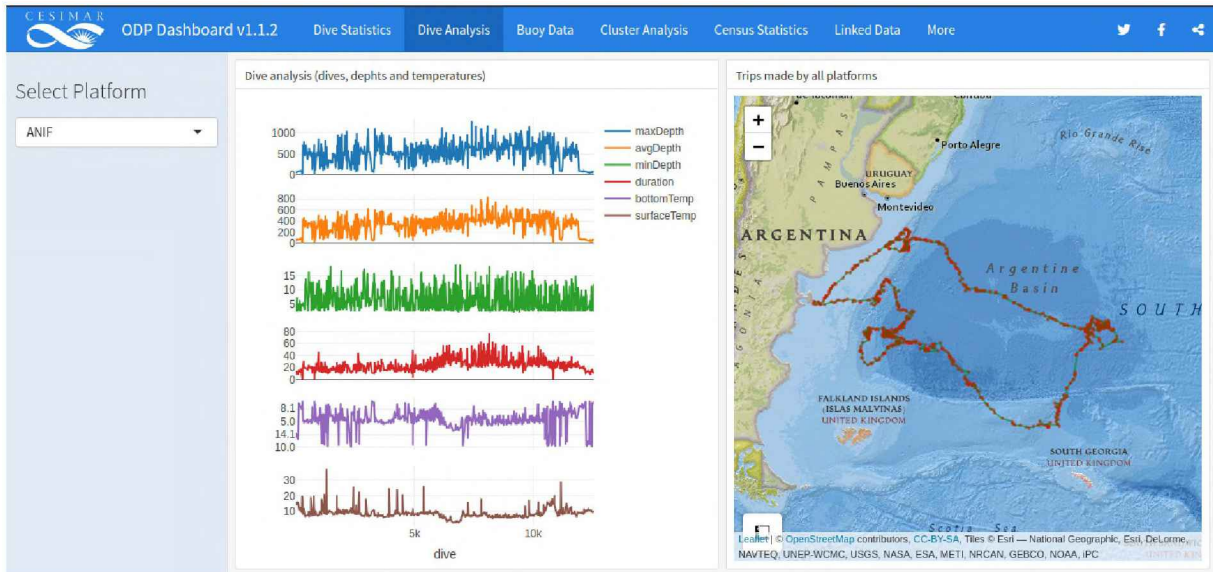 CESIMAR
ODP Dashboard v1.1.2
Dive Statistics
Dive Analysis
Buoy Data
Cluster Analysis
Census Statistics
Linked Data
More
Select Platform
ANIF
Dive analysis (dives, dephts and temperatures)
1000
500
0
800
600
400
200
0
15
10
5
80
60
40
20
0
8.1
5.0
14.1
10.0
30
20
10
5k
10k
dive
maxDepth
avgDepth
minDepth
duration
bottomTemp
surfaceTemp
Trips made by all platforms
+
−
Rio Grande Rise
Porto Alegre
PAMPAS
URUGUAY
Buenos Aires
Montevideo
ARGENTINA
Argentine
Basin
SOUTH
FALKLAND ISLANDS
(ISLAS MALVINAS)
UNITED KINGDOM
SOUTH GEORGIA
UNITED KINGDOM
Scotia Sea
Leaflet | © OpenStreetMap contributors, CC-BY-SA, Tiles © Esri — National Geographic, Esri, DeLorme,
NAVTEQ, UNEP-WCMC, USGS, NASA, ESA, METI, NRCAN, GEBCO, NOAA, iPC